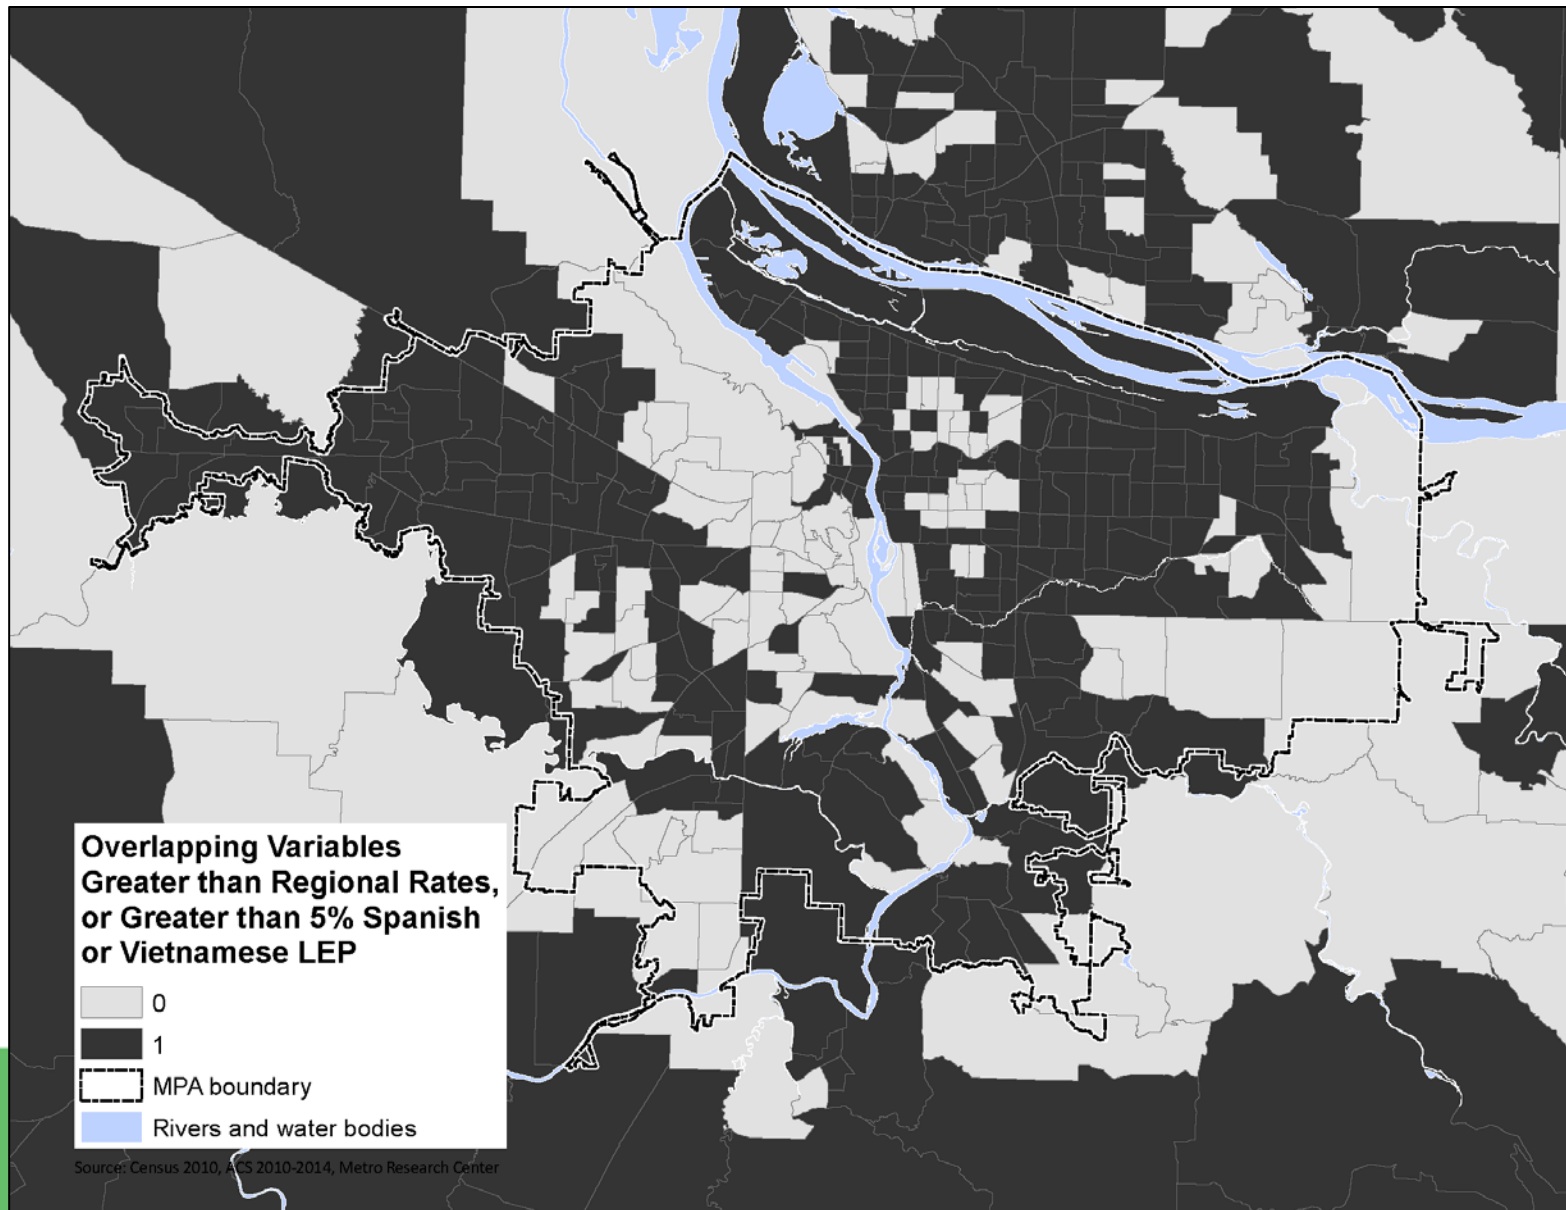 Overlapping Variables
Greater than Regional Rates,
or Greater than 5% Spanish
or Vietnamese LEP
0
1
MPA boundary
Rivers and water bodies
Source: Census 2010, ACS 2010-2014, Metro Research Center